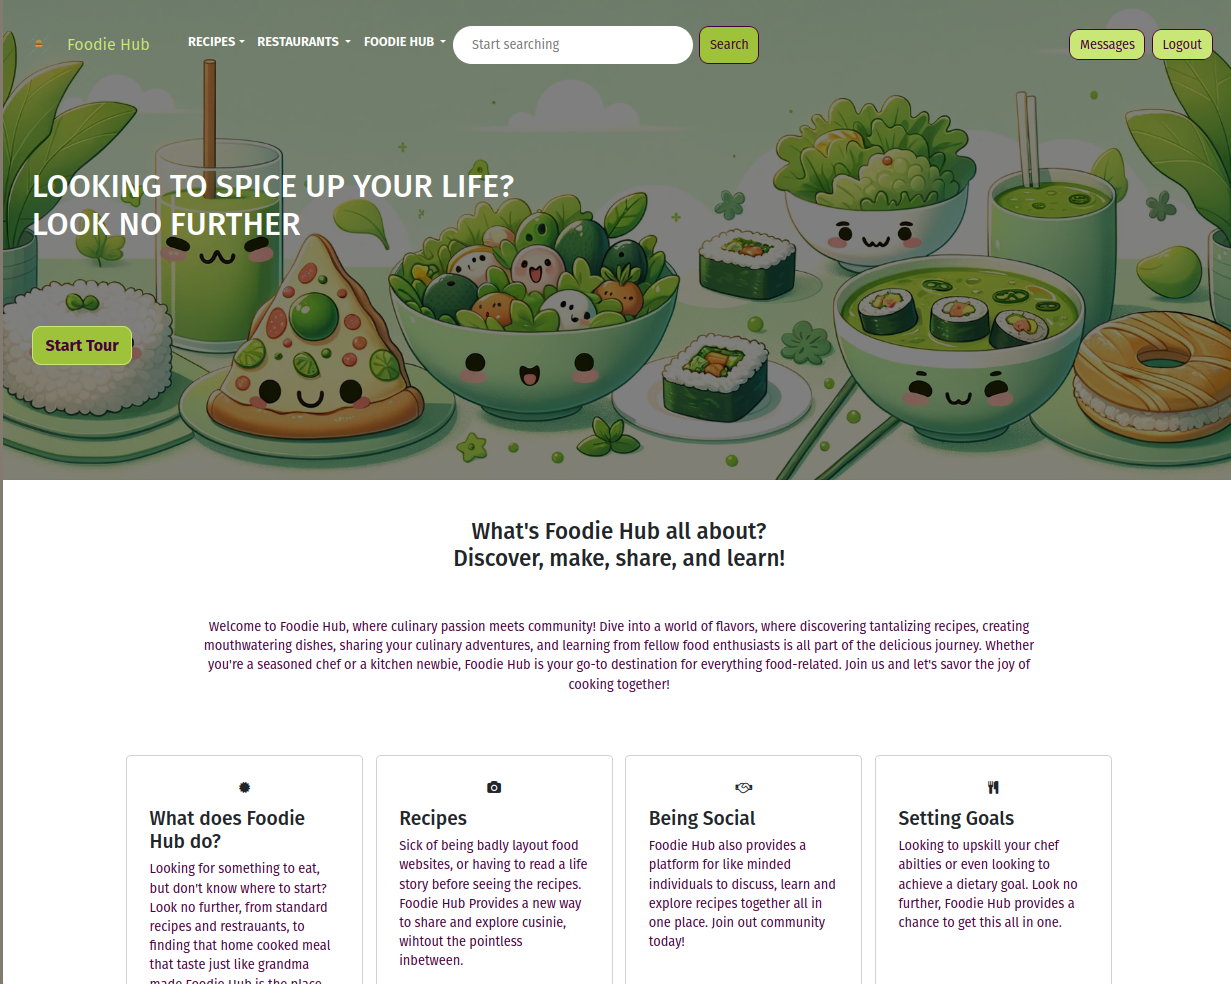 Foodie Hub
RECIPES
RESTAURANTS
FOODIE HUB
Start searching
Search
Messages
Logout
LOOKING TO SPICE UP YOUR LIFE?
LOOK NO FURTHER
Start Tour
What's Foodie Hub all about?
Discover, make, share, and learn!
Welcome to Foodie Hub, where culinary passion meets community! Dive into a world of flavors, where discovering tantalizing recipes, creating
mouthwatering dishes, sharing your culinary adventures, and learning from fellow food enthusiasts is all part of the delicious journey. Whether
you're a seasoned chef or a kitchen newbie, Foodie Hub is your go-to destination for everything food-related. Join us and let's savor the joy of
cooking together!
What does Foodie
Hub do?
Looking for something to eat,
but don't know where to start?
Look no further, from standard
recipes and restrauants, to
finding that home cooked meal
that taste just like grandma
made Foodie Hub is the place
Recipes
Sick of being badly layout food
websites, or having to read a life
story before seeing the recipes.
Foodie Hub Provides a new way
to share and explore cusinie,
wihtout the pointless
inbetween.
Being Social
Foodie Hub also provides a
platform for like minded
individuals to discuss, learn and
explore recipes together all in
one place. Join out community
today!
Setting Goals
Looking to upskill your chef
abilties or even looking to
achieve a dietary goal. Look no
further, Foodie Hub provides a
chance to get this all in one.